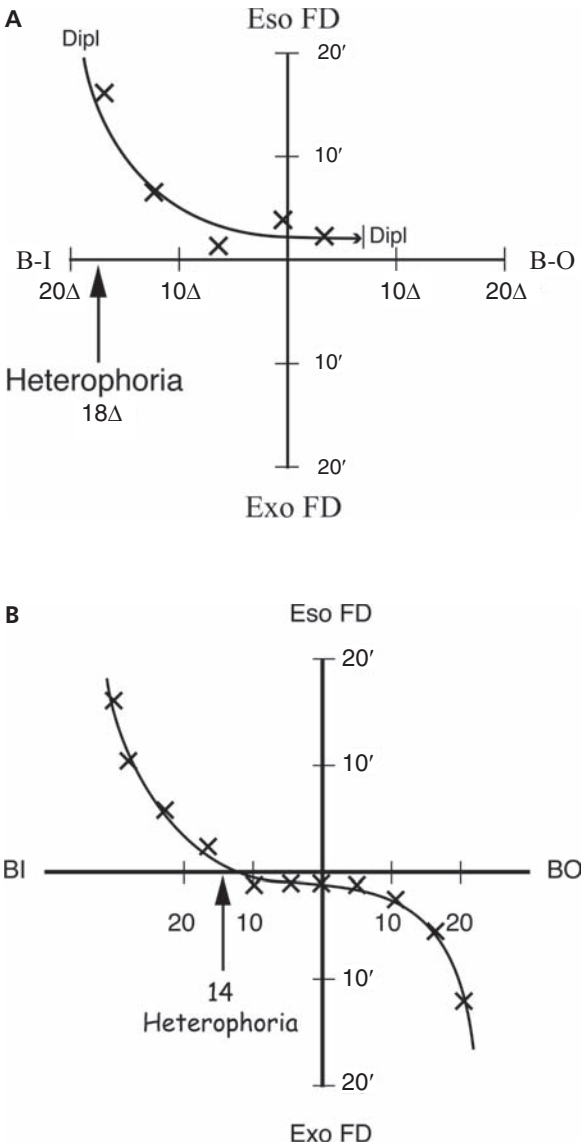 A
Eso FD
Dipl
20′
10′
Dipl
B-I
B-O
20Δ
10Δ
10Δ
20Δ
Heterophoria
18Δ
10′
20′
Exo FD
B
Eso FD
20′
10′
BI
BO
20
10
10
20
14
Heterophoria
10′
20′
Exo FD